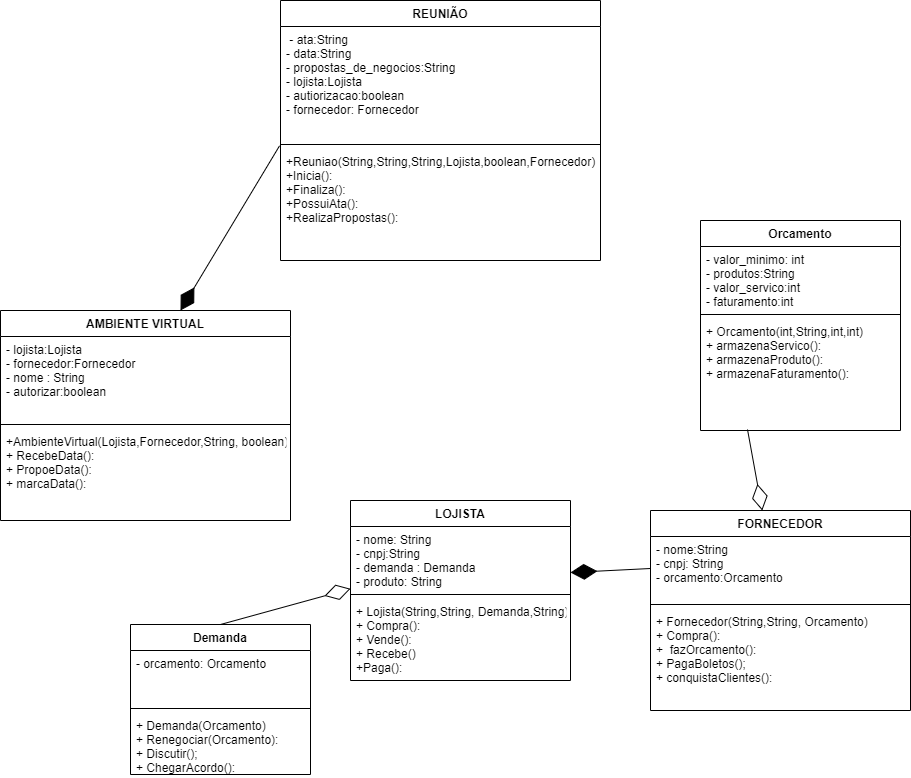 REUNIÃO
- ata:String
- data:String
- propostas_de_negocios:String
- lojista:Lojista
- autiorizacao:boolean
- fornecedor: Fornecedor
+Reuniao(String,String,String,Lojista,boolean,Fornecedor)
+Inicia():
+Finaliza():
+PossuiAta():
+RealizaPropostas():
Orcamento
- valor_minimo: int
- produtos:String
- valor_servico:int
- faturamento:int
+ Orcamento(int,String,int,int)
+ armazenaServico():
+ armazenaProduto():
+ armazenaFaturamento():
AMBIENTE VIRTUAL
- lojista:Lojista
- fornecedor:Fornecedor
- nome : String
- autorizar:boolean
+AmbienteVirtual(Lojista,Fornecedor,String, boolean)
+ RecebeData():
+ PropoeData():
+ marcaData():
LOJISTA
- nome: String
- cnpj:String
- demanda : Demanda
- produto: String
+ Lojista(String,String, Demanda,String)
+ Compra():
+ Vende():
+ Recebe()
+Paga():
FORNECEDOR
- nome:String
- cnpj: String
- orcamento:Orcamento
+ Fornecedor(String,String, Orcamento)
+ Compra():
+ fazOrcamento():
+ PagaBoletos();
+ conquistaClientes():
Demanda
- orcamento: Orcamento
+ Demanda(Orcamento)
+ Renegociar(Orcamento):
+ Discutir();
+ ChegarAcordo():